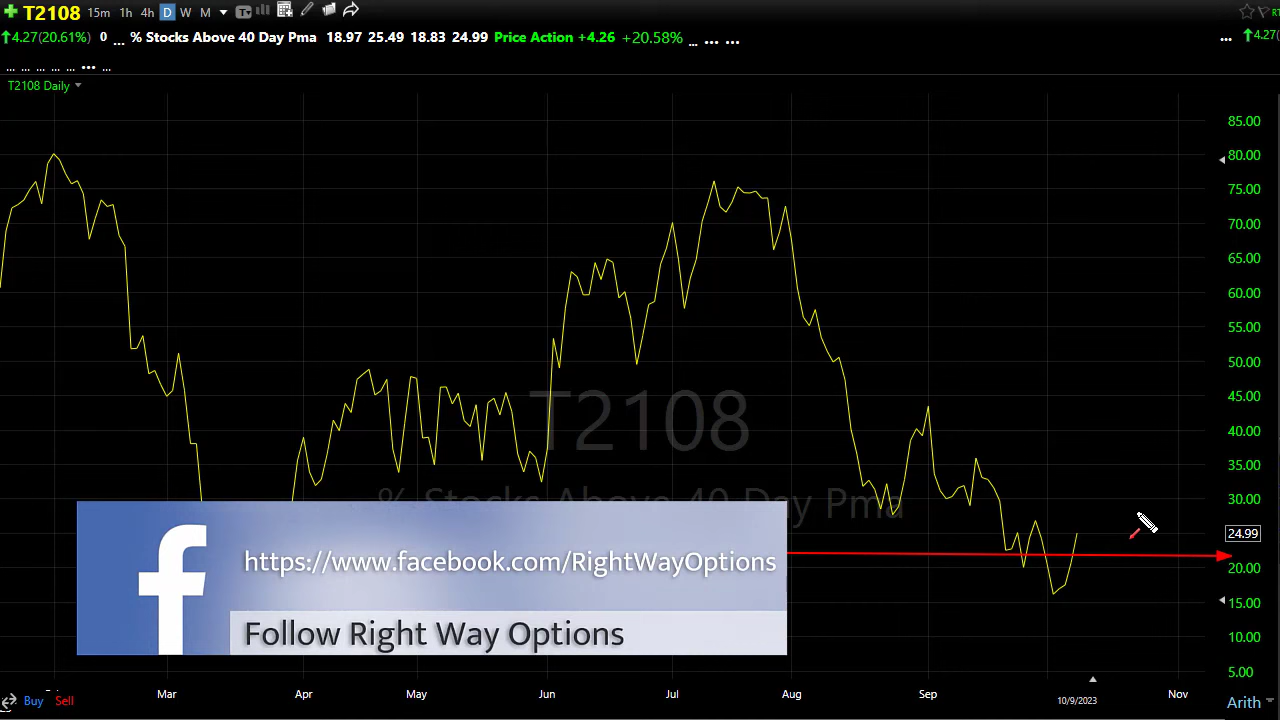 T2108 15m 1h 4h D W M T
4.27(20.61%) 0 ... % Stocks Above 40 Day Pma 18.97 25.49 18.83 24.99 Price Action +4.26 +20.58% ... ... ... ... 4.27(
... ... ... ... ... ... ...
T2108 Daily
85.00
80.00
75.00
70.00
65.00
60.00
55.00
50.00
45.00
40.00
35.00
30.00
24.99
20.00
15.00
10.00
5.00
T2108
% Stocks Above 40 Day Pma
https://www.facebook.com/RightWayOptions
Follow Right Way Options
Mar Apr May Jun Jul Aug Sep 10/9/2023 Nov
Buy Sell
Arith